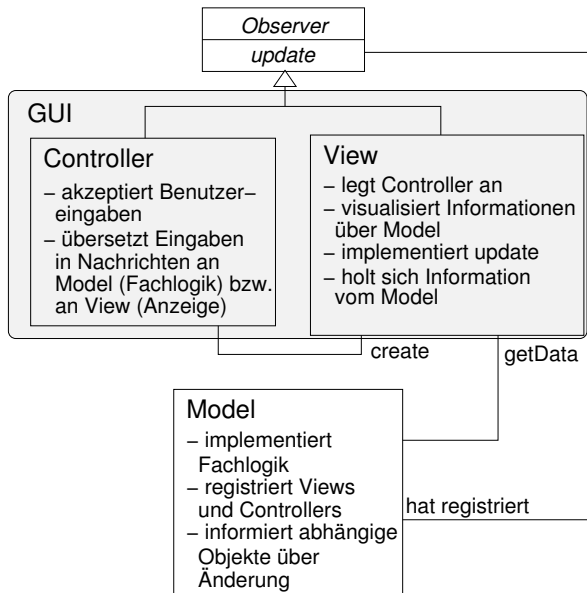 Observer
update
GUI
Controller
– akzeptiert Benutzer–
eingaben
– übersetzt Eingaben
in Nachrichten an
Model (Fachlogik) bzw.
an View (Anzeige)
View
– legt Controller an
– visualisiert Informationen
über Model
– implementiert update
– holt sich Information
vom Model
create
getData
Model
– implementiert
Fachlogik
– registriert Views
und Controllers
– informiert abhängige
Objekte über
Änderung
hat registriert